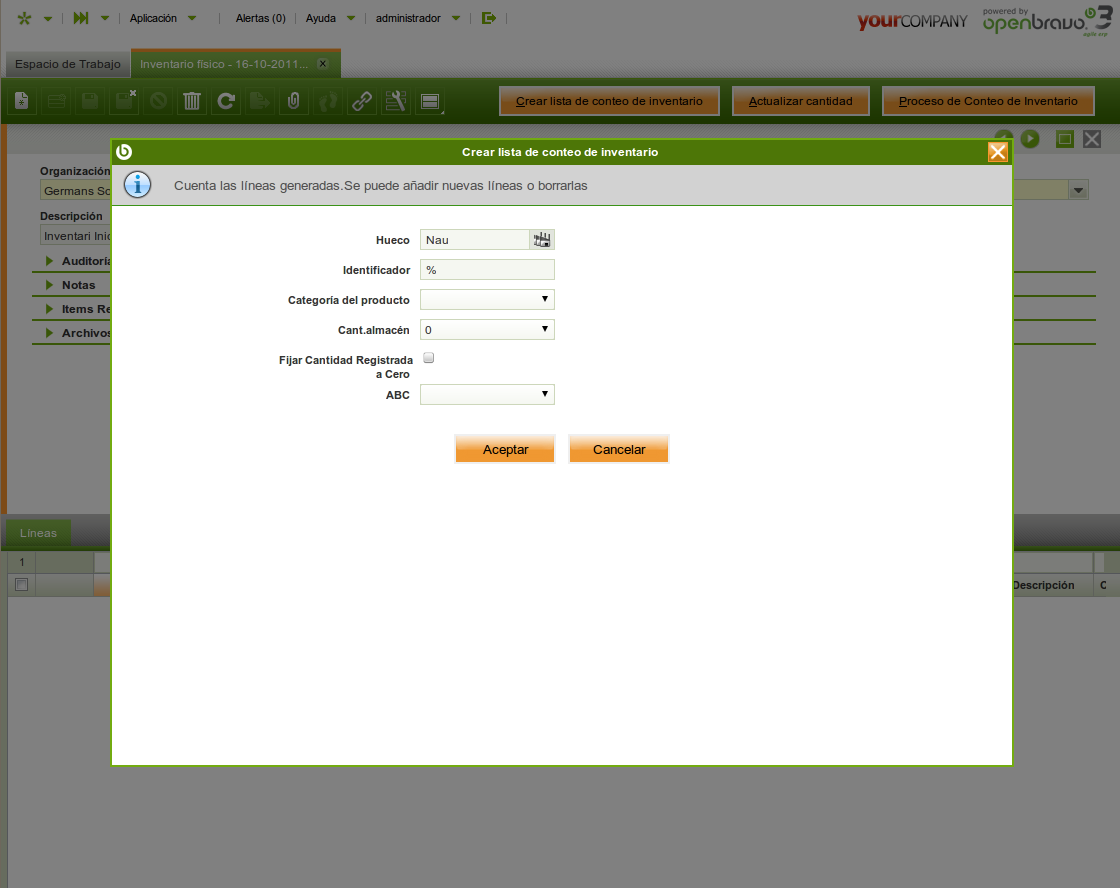 Aplicación
Alertas (0)
Ayuda
administrador
yourCOMPANY
powered by
openbravo 3
agile erp
Espacio de Trabajo
Inventario físico - 16-10-2011...
Crear lista de conteo de inventario
Actualizar cantidad
Proceso de Conteo de Inventario
Crear lista de conteo de inventario
Cuenta las líneas generadas.Se puede añadir nuevas líneas o borrarlas
Organización
Germans So
Descripción
Inventari Inic
Auditoría
Notas
Items Re
Archivos
Hueco
Nau
Identificador
%
Categoría del producto
Cant.almacén
0
Fijar Cantidad Registrada
a Cero
ABC
Aceptar
Cancelar
Líneas
1
Descripción
C